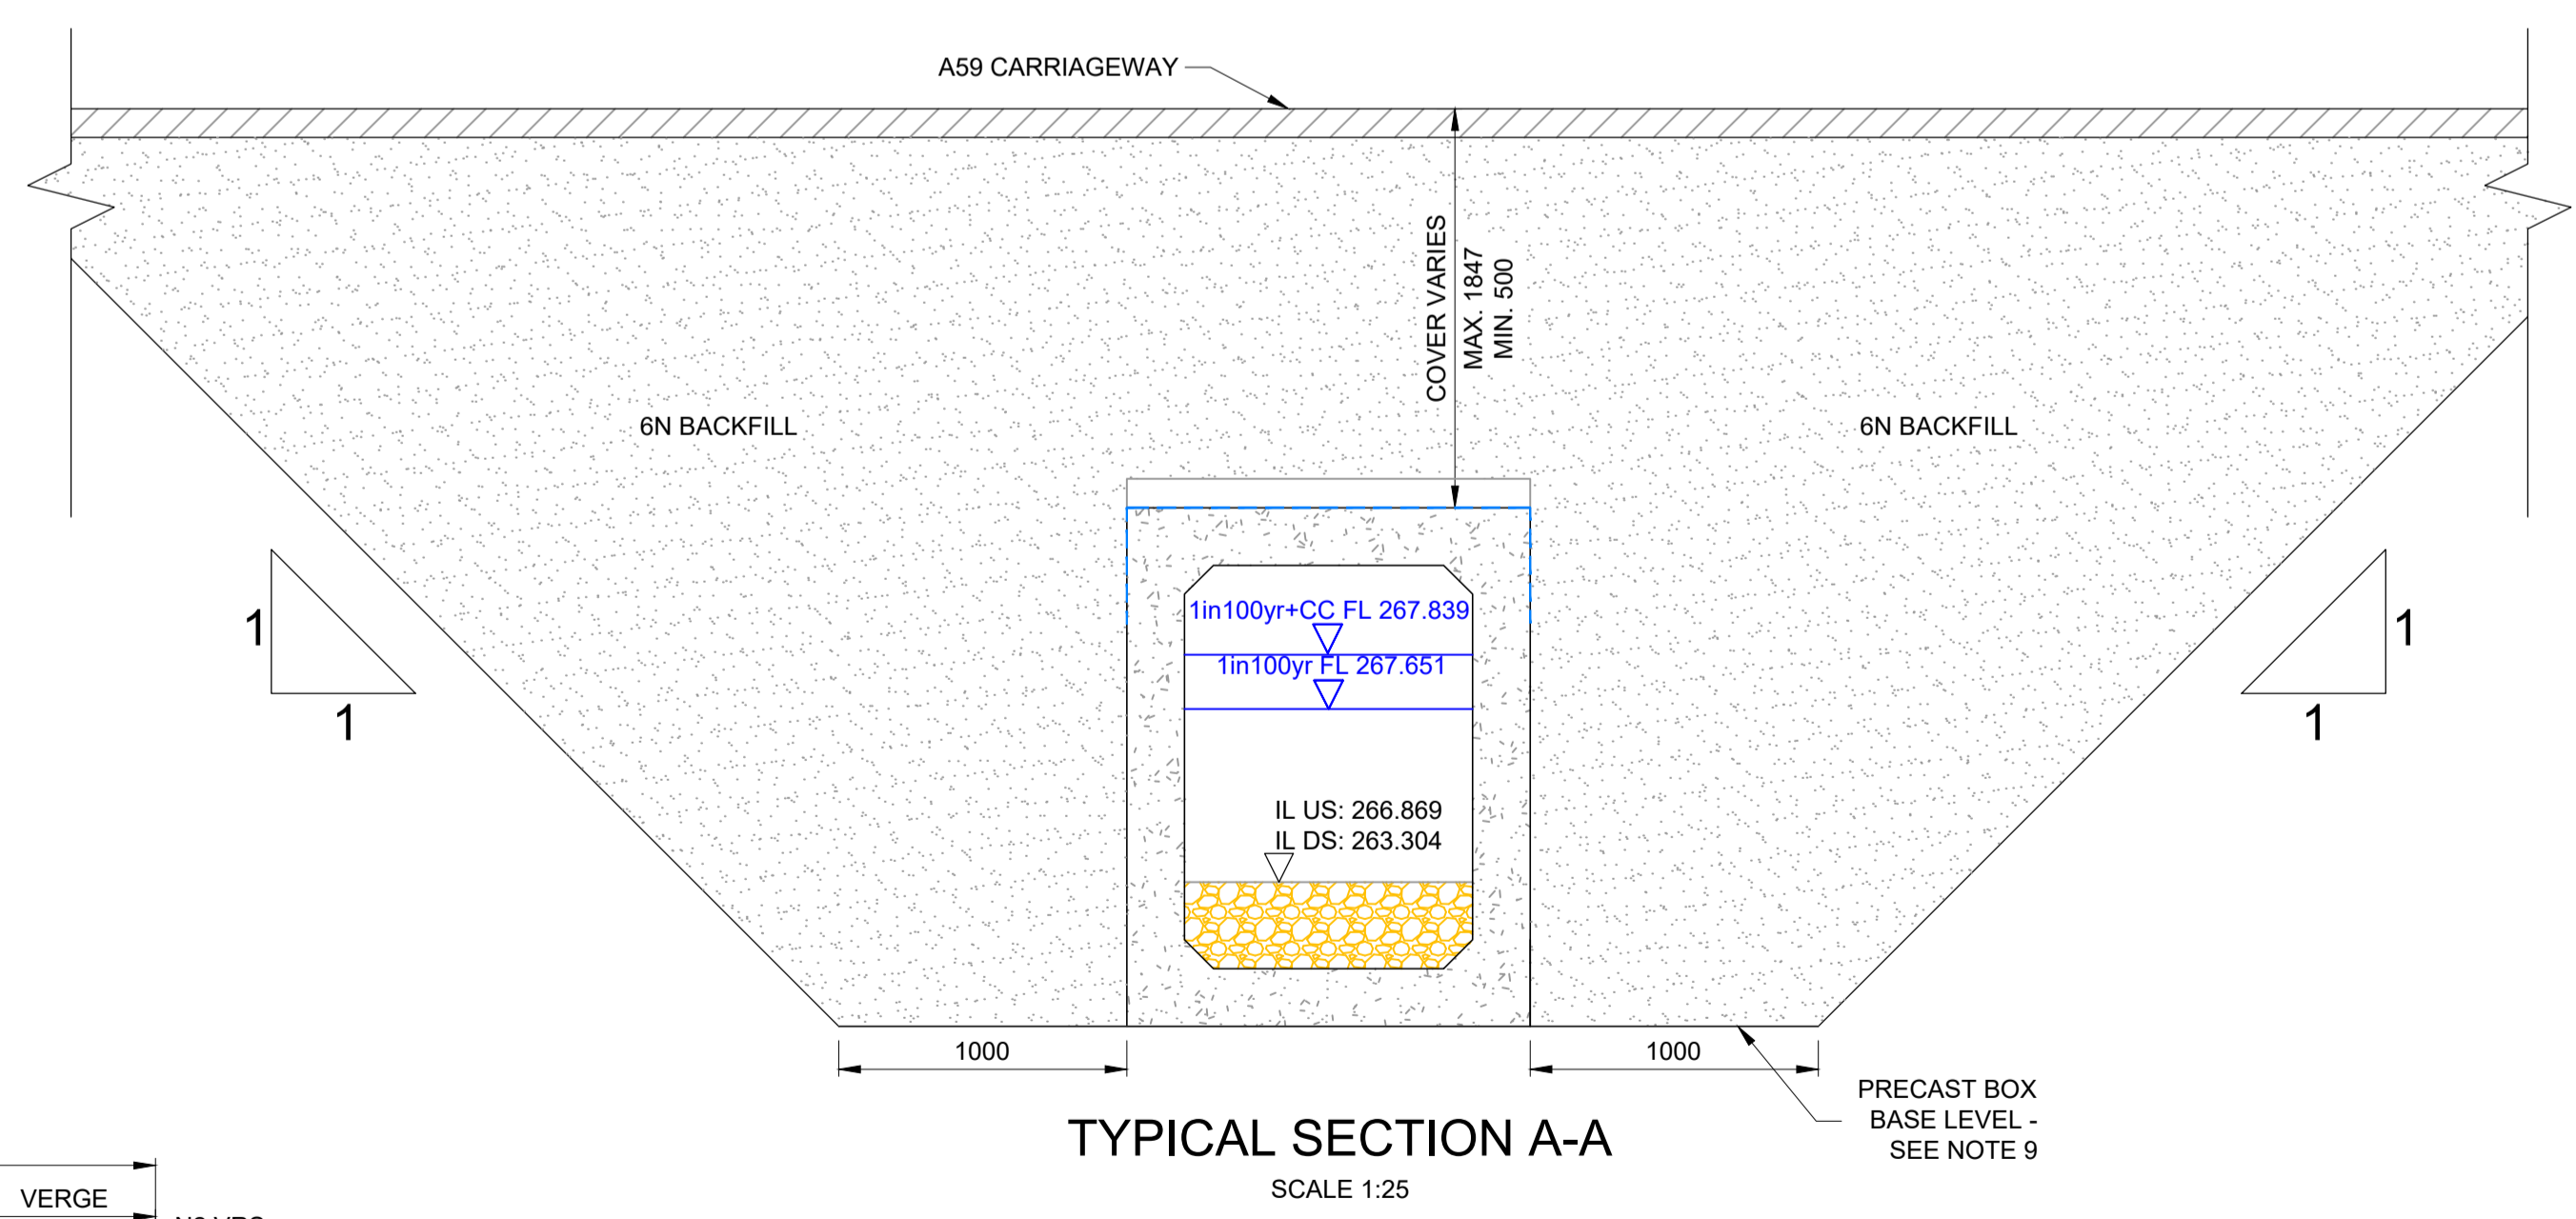 A59 CARRIAGEWAY
COVER VARIES
MAX. 1847
MIN. 500
6N BACKFILL
6N BACKFILL
1
1
1in100yr+CC FL 267.839
1in100yr FL 267.651
1
1
IL US: 266.869
IL DS: 263.304
1000
1000
PRECAST BOX
BASE LEVEL -
SEE NOTE 9
TYPICAL SECTION A-A
SCALE 1:25
VERGE